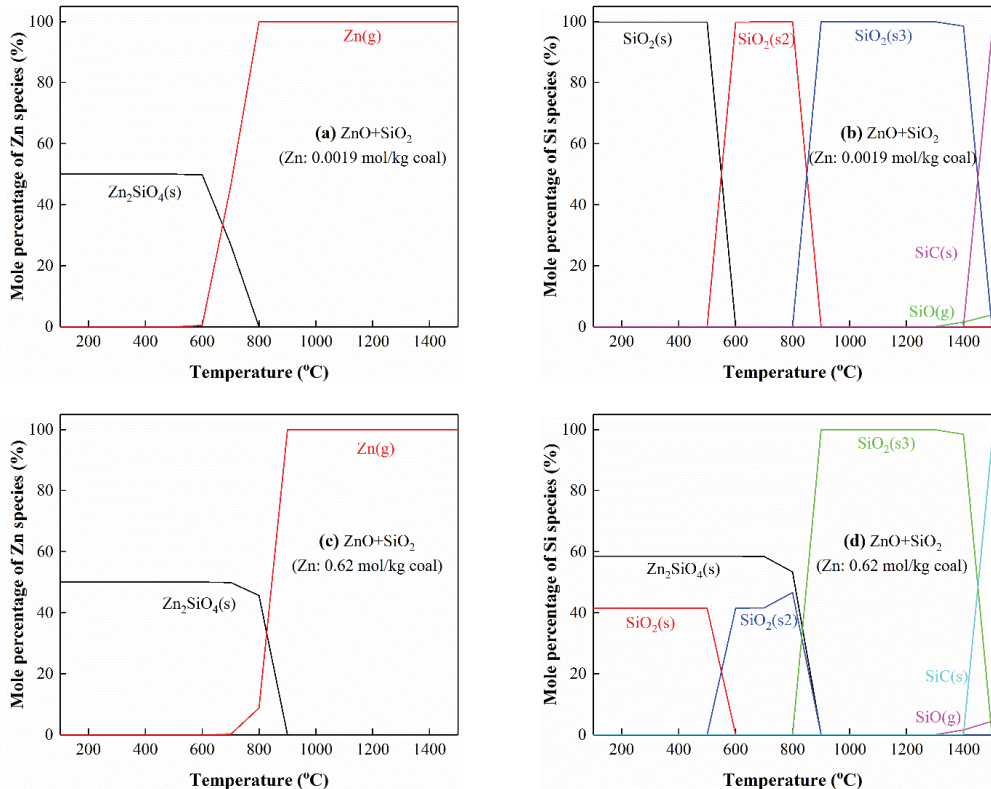 Mole percentage of Zn species (%)
100
80
60
40
20
0
Zn(g)
(a) ZnO+SiO₂
(Zn: 0.0019 mol/kg coal)
Zn₂SiO₄(s)
200 400 600 800 1000 1200 1400
Temperature (°C)
Mole percentage of Si species (%)
100
80
60
40
20
0
SiO₂(s)
SiO₂(s2)
SiO₂(s3)
(b) ZnO+SiO₂
(Zn: 0.0019 mol/kg coal)
SiC(s)
SiO(g)
200 400 600 800 1000 1200 1400
Temperature (°C)
Mole percentage of Zn species (%)
100
80
60
40
20
0
Zn(g)
(c) ZnO+SiO₂
(Zn: 0.62 mol/kg coal)
Zn₂SiO₄(s)
200 400 600 800 1000 1200 1400
Temperature (°C)
Mole percentage of Si species (%)
100
80
60
40
20
0
SiO₂(s3)
(d) ZnO+SiO₂
(Zn: 0.62 mol/kg coal)
Zn₂SiO₄(s)
SiO₂(s)
SiO₂(s2)
SiC(s)
SiO(g)
200 400 600 800 1000 1200 1400
Temperature (°C)